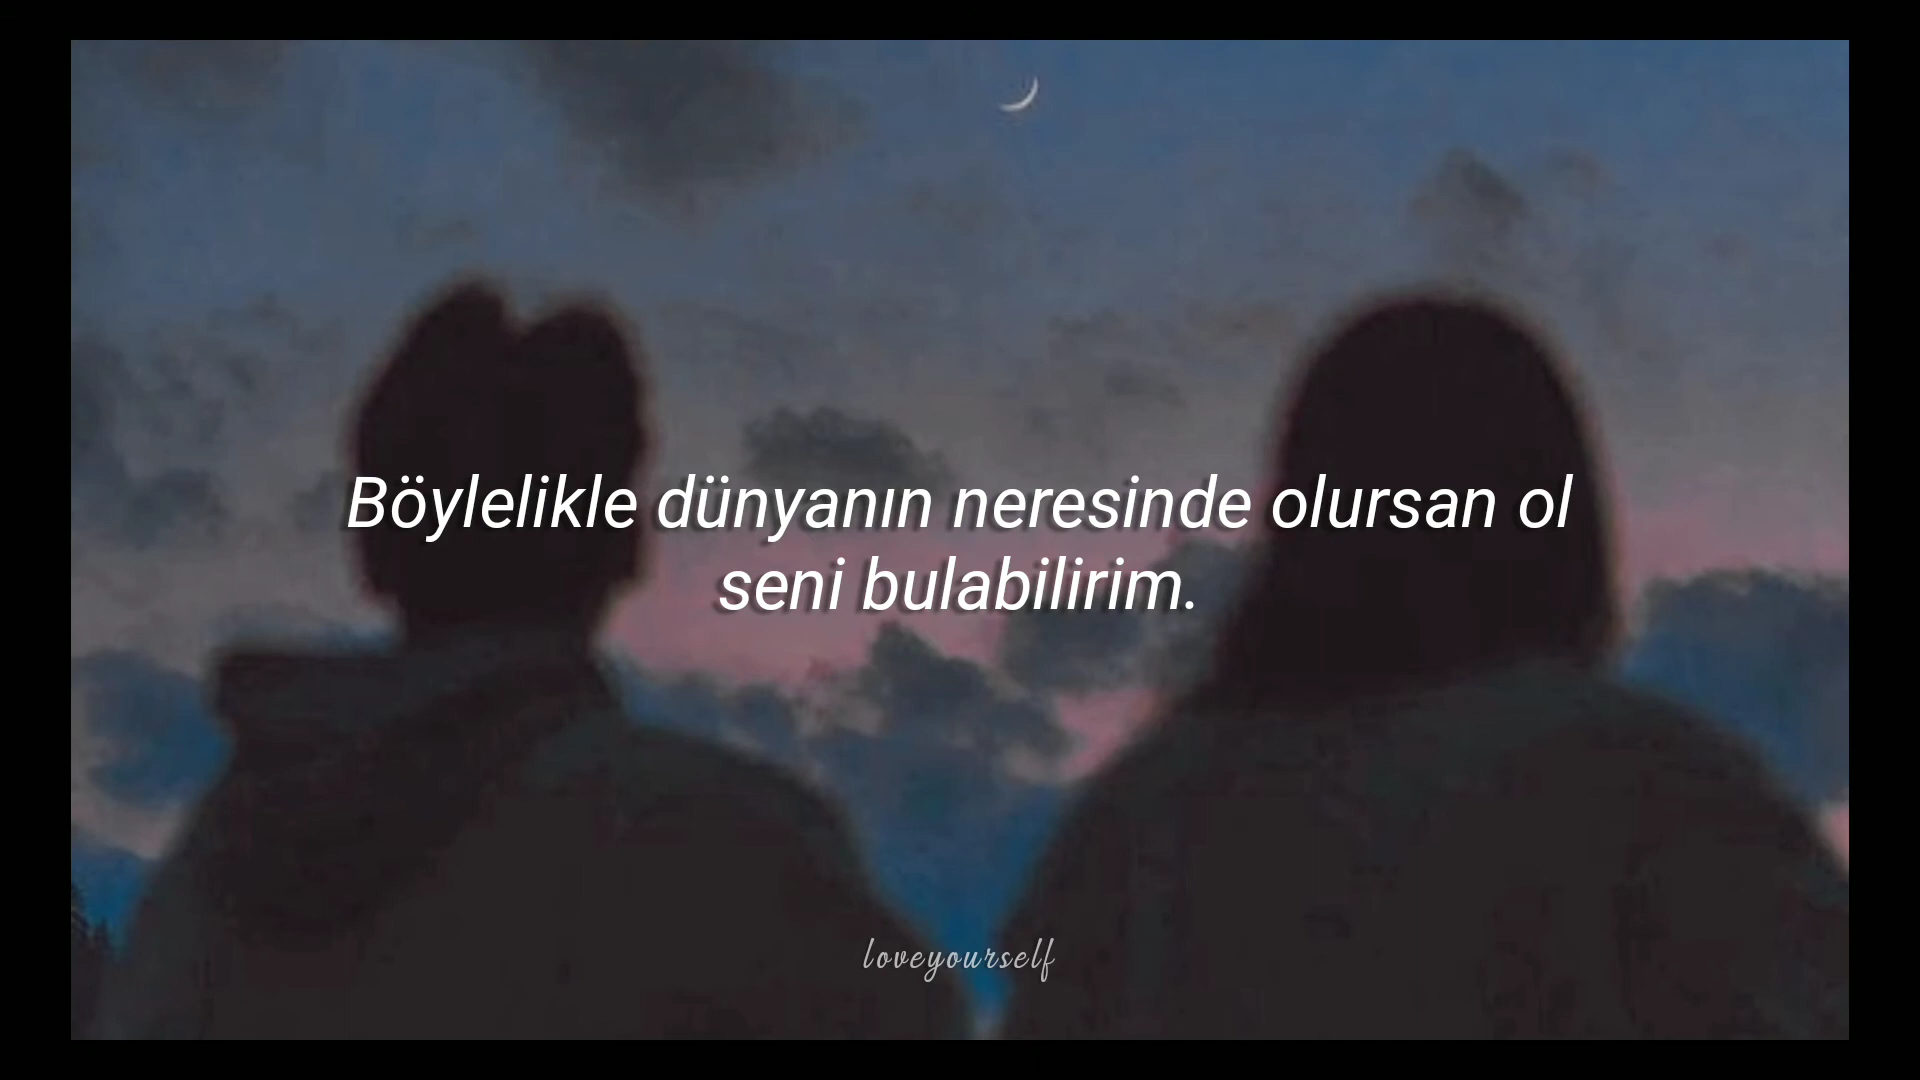 Böylelikle dünyanın neresinde olursan ol
seni bulabilirim.
loveyourself